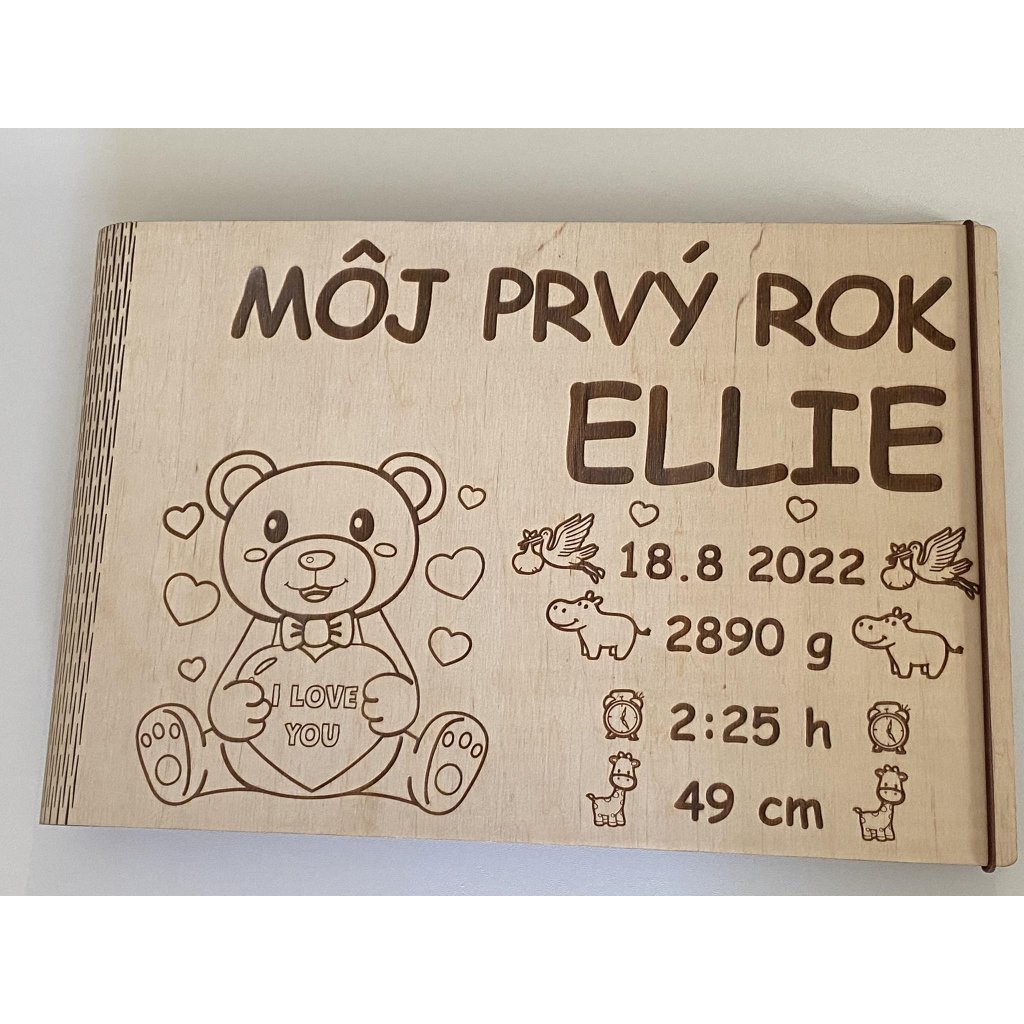 MÔJ PRVÝ ROK
ELLIE
18.8 2022
2890 g
2:25 h
49 cm
I LOVE
YOU